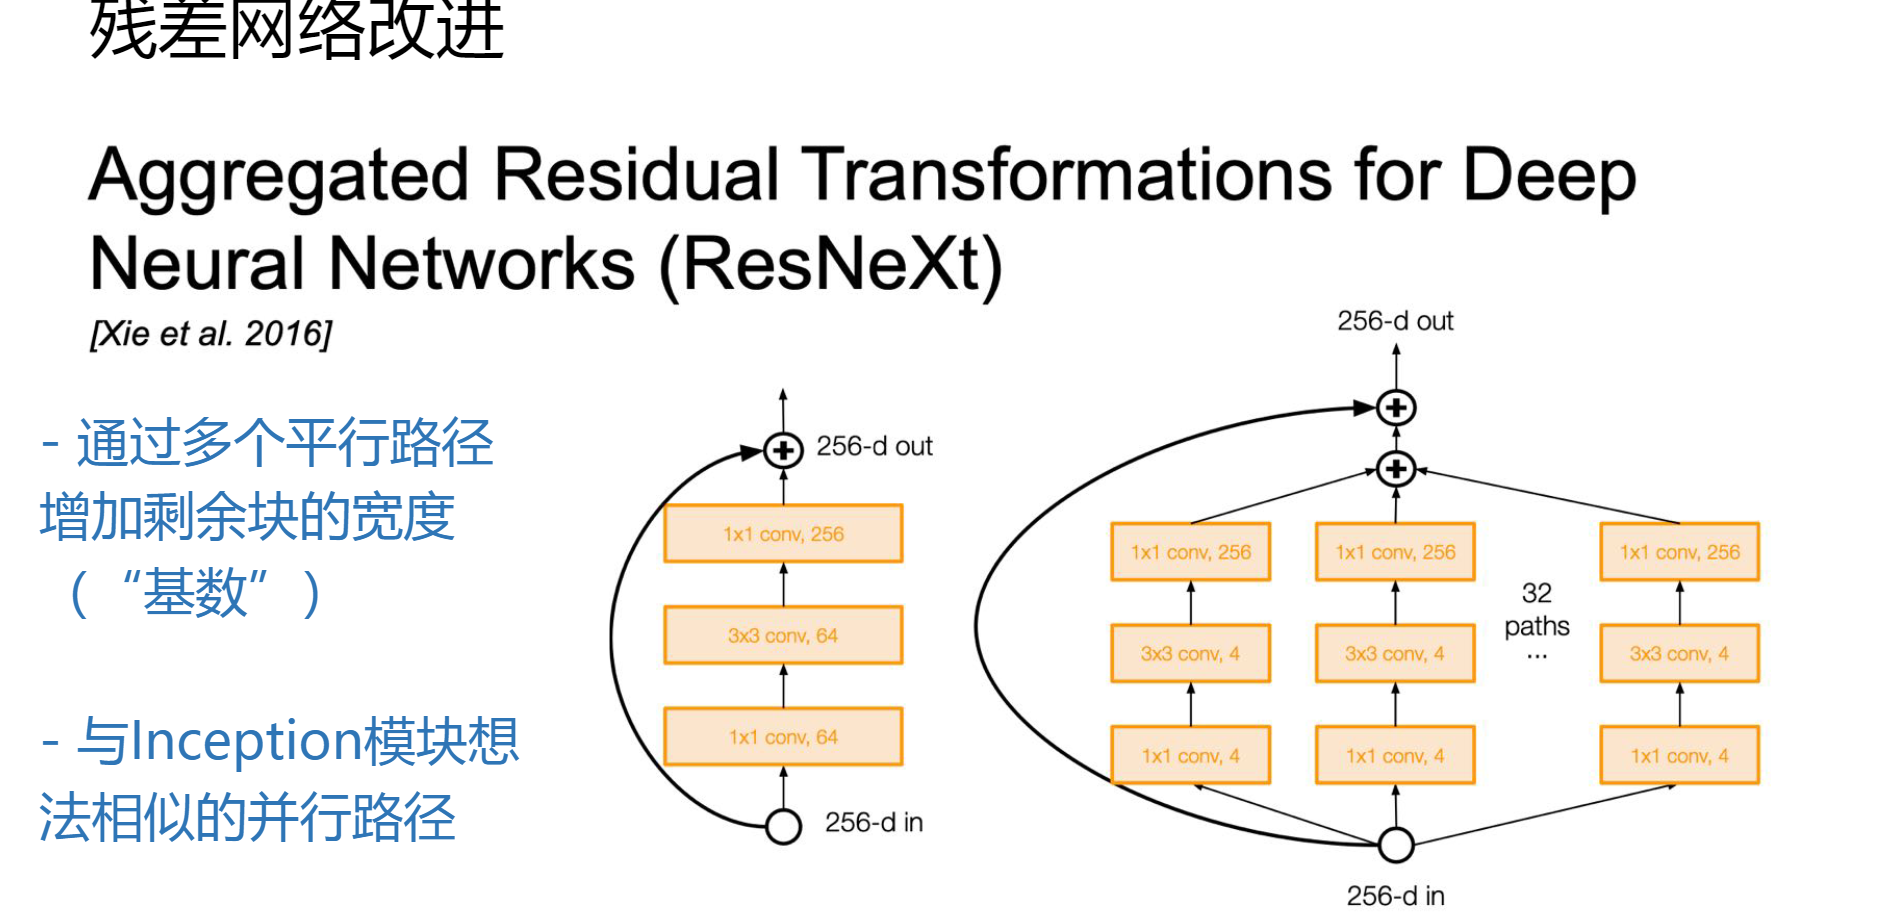 残差网络改进
Aggregated Residual Transformations for Deep
Neural Networks (ResNeXt)
[Xie et al. 2016]
- 通过多个平行路径
增加剩余块的宽度
（“基数”）
- 与Inception模块想
法相似的并行路径
256-d out
1x1 conv, 256
3x3 conv, 64
1x1 conv, 64
256-d in
256-d out
1x1 conv, 256
1x1 conv, 256
1x1 conv, 256
32
paths
...
3x3 conv, 4
3x3 conv, 4
3x3 conv, 4
1x1 conv, 4
1x1 conv, 4
1x1 conv, 4
256-d in